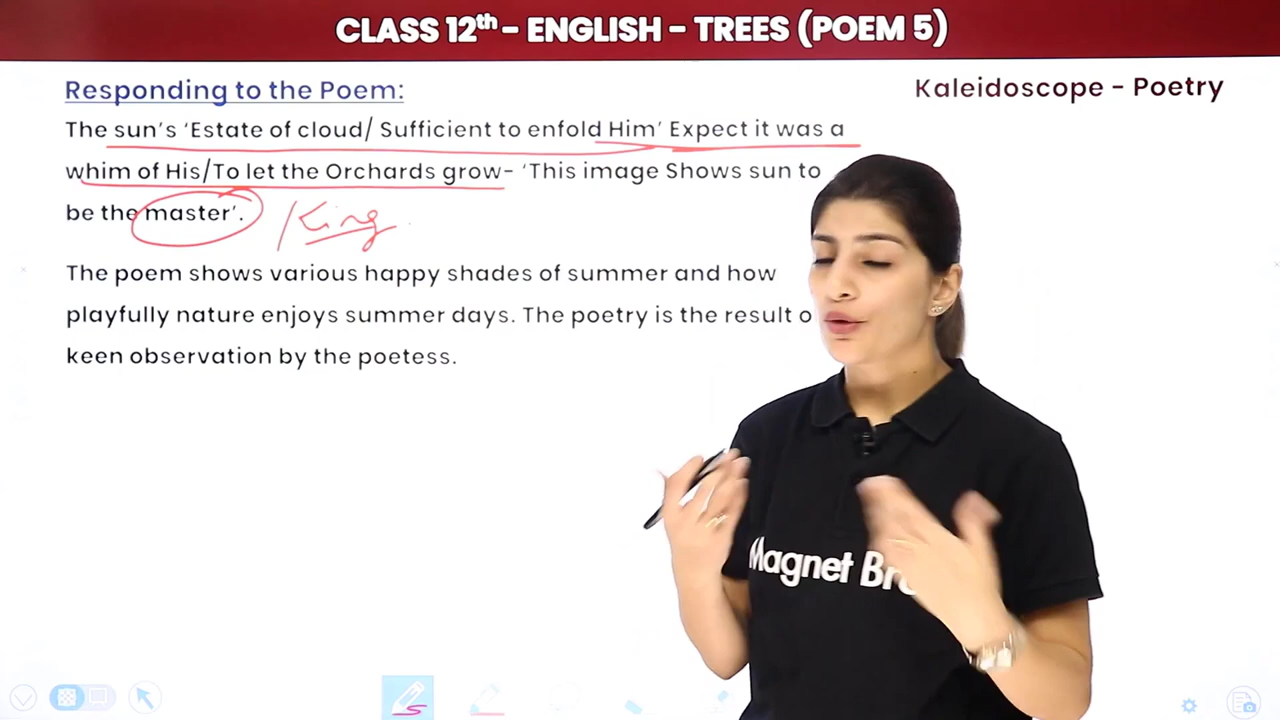 CLASS 12th - ENGLISH - TREES (POEM 5)
Responding to the Poem:
Kaleidoscope - Poetry
The sun's 'Estate of cloud/ Sufficient to enfold Him' Expect it was a
whim of His/To let the Orchards grow- 'This image Shows sun to
be the master'. /King
The poem shows various happy shades of summer and how
playfully nature enjoys summer days. The poetry is the result o
keen observation by the poetess.
Magnet Br